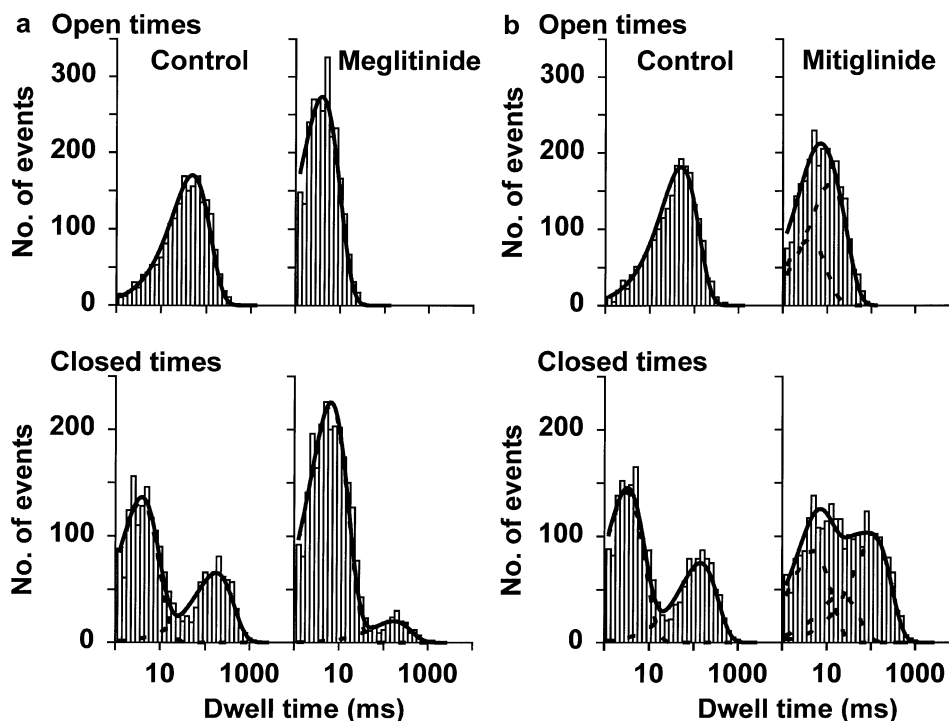 a Open times
Control
Meglitinide
No. of events
300
200
100
0
Closed times
No. of events
200
100
0
10 1000 10 1000
Dwell time (ms)
b Open times
Control
Mitiglinide
No. of events
300
200
100
0
Closed times
No. of events
200
100
0
10 1000 10 1000
Dwell time (ms)